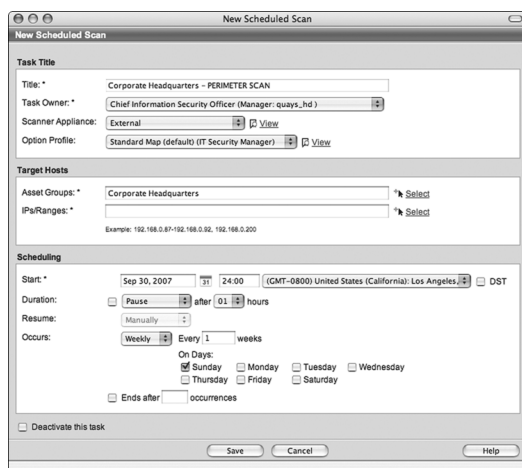 New Scheduled Scan
New Scheduled Scan
Task Title
Title: * Corporate Headquarters – PERIMETER SCAN
Task Owner: * Chief Information Security Officer (Manager: quays_hd )
Scanner Appliance: External View
Option Profile: Standard Map (default) (IT Security Manager) View
Target Hosts
Asset Groups: * Corporate Headquarters Select
IPs/Ranges: * Select
Example: 192.168.0.87-192.168.0.92, 192.168.0.200
Scheduling
Start: * Sep 30, 2007 31 24:00 (GMT-0800) United States (California): Los Angeles, DST
Duration: Pause after 01 hours
Resume: Manually
Occurs: Weekly Every 1 weeks
On Days:
Sunday Monday Tuesday Wednesday
Thursday Friday Saturday
Ends after occurrences
Deactivate this task
Save Cancel Help